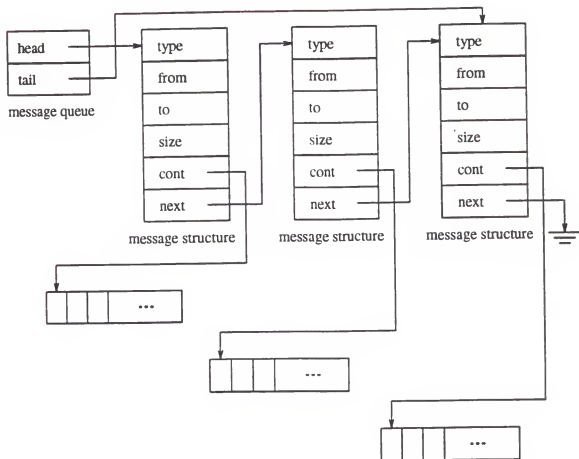 head
tail
message queue
type
from
to
size
cont
next
message structure
type
from
to
size
cont
next
message structure
type
from
to
size
cont
next
message structure
...
...
...